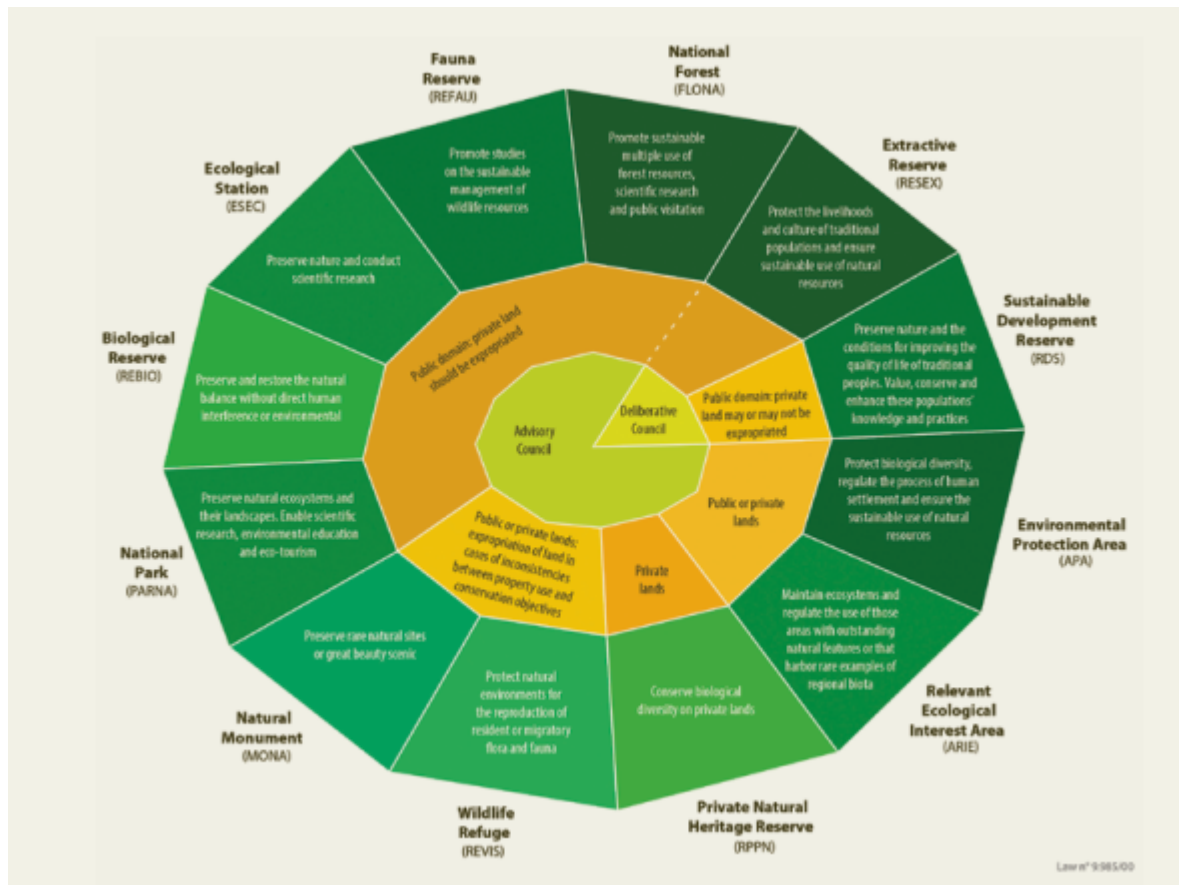 Fauna
Reserve
(REFAU)
National
Forest
(FLONA)
Extractive
Reserve
(RESEX)
Sustainable
Development
Reserve
(RDS)
Environmental
Protection Area
(APA)
Relevant
Ecological
Interest Area
(ARIE)
Private Natural
Heritage Reserve
(RPPN)
Wildlife
Refuge
(REVIS)
Natural
Monument
(MONA)
National
Park
(PARNA)
Biological
Reserve
(REBIO)
Ecological
Station
(ESEC)
Promote studies
on the sustainable
management of
wildlife resources
Promote sustainable
multiple use of
forest resources,
scientific research
and public visitation
Protect the livelihoods
and culture of traditional
populations and ensure
sustainable use of natural
resources
Preserve nature and the
conditions for improving the
quality of life of traditional
peoples. Value, conserve and
enhance these populations'
knowledge and practices
Protect biological diversity,
regulate the process of human
settlement and ensure the
sustainable use of natural
resources
Maintain ecosystems and
regulate the use of those
areas with outstanding
natural features or that
harbor rare examples of
regional biota
Conserve biological
diversity on private lands
Protect natural
environments for
the reproduction of
resident or migratory
flora and fauna
Preserve rare natural sites
or great beauty scenic
Preserve natural ecosystems and
their landscapes. Enable scientific
research, environmental education
and eco-tourism
Preserve and restore the natural
balance without direct human
interference or environmental
Preserve nature and conduct
scientific research
Public domain: private land
should be expropriated
Public domain: private
land may or may not be
expropriated
Public or private
lands
Private
lands
Public or private lands;
expropriation of land in
cases of inconsistencies
between property use and
conservation objectives
Advisory
Council
Deliberative
Council
Law nº 9.985/00